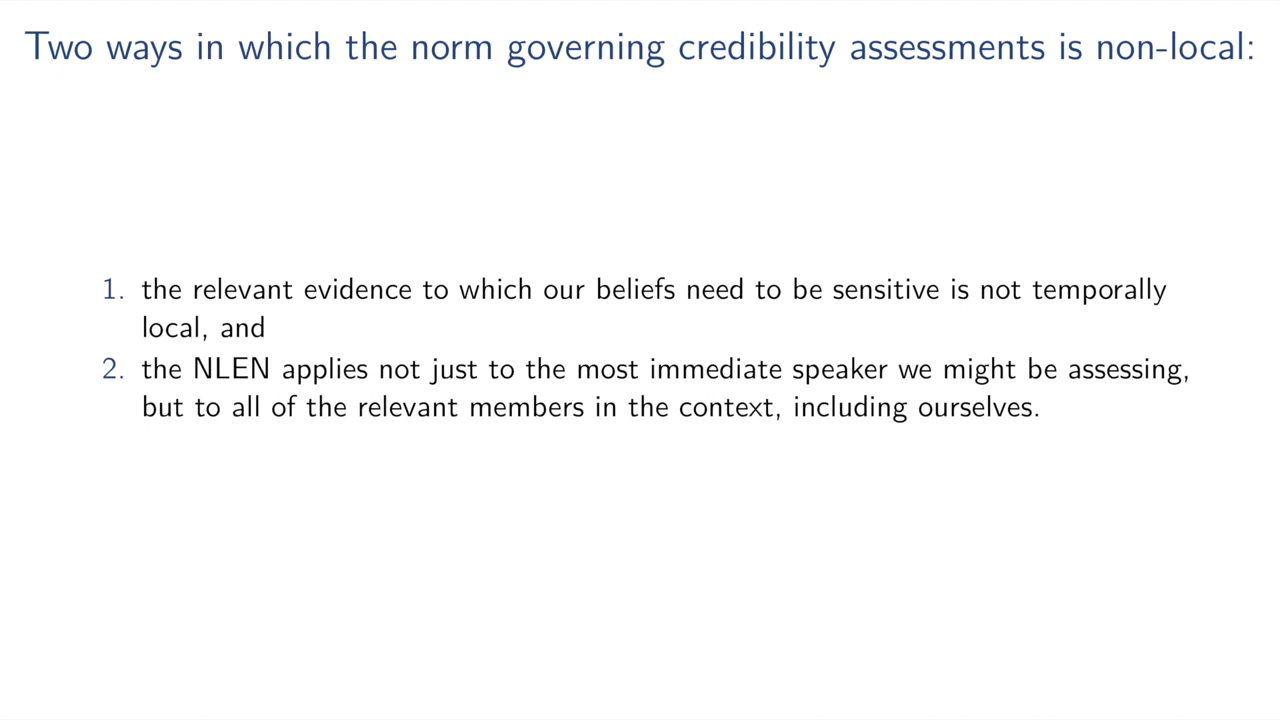 Two ways in which the norm governing credibility assessments is non-local:
1. the relevant evidence to which our beliefs need to be sensitive is not temporally
local, and
2. the NLEN applies not just to the most immediate speaker we might be assessing,
but to all of the relevant members in the context, including ourselves.